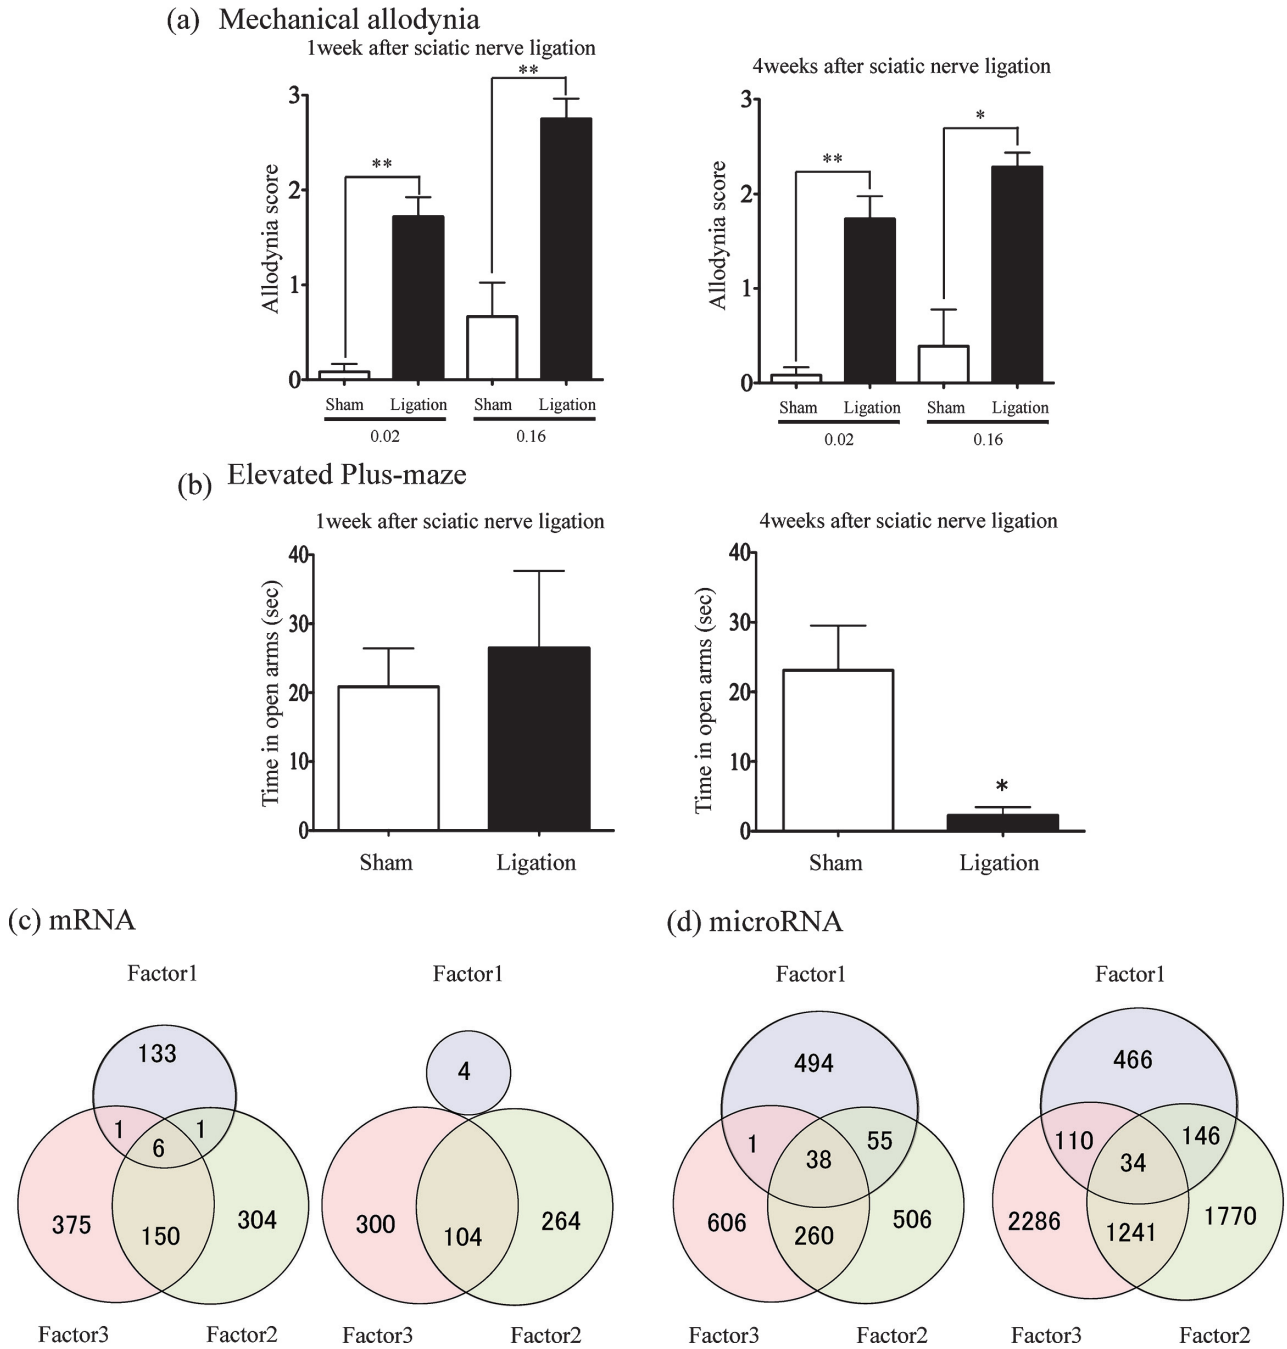 (a) Mechanical allodynia
1week after sciatic nerve ligation
4weeks after sciatic nerve ligation
Allodynia score
3
2
1
0
**
**
Sham Ligation Sham Ligation
0.02 0.16
Allodynia score
3
2
1
0
**
*
Sham Ligation Sham Ligation
0.02 0.16
(b) Elevated Plus-maze
1week after sciatic nerve ligation
4weeks after sciatic nerve ligation
Time in open arms (sec)
40
30
20
10
0
Sham Ligation
Time in open arms (sec)
40
30
20
10
0
*
Sham Ligation
(c) mRNA
Factor1
133
1 1
6
375 304
150
Factor3 Factor2
Factor1
4
300 264
104
Factor3 Factor2
(d) microRNA
Factor1
494
1 55
38
606 506
260
Factor3 Factor2
Factor1
466
110 146
34
2286 1770
1241
Factor3 Factor2